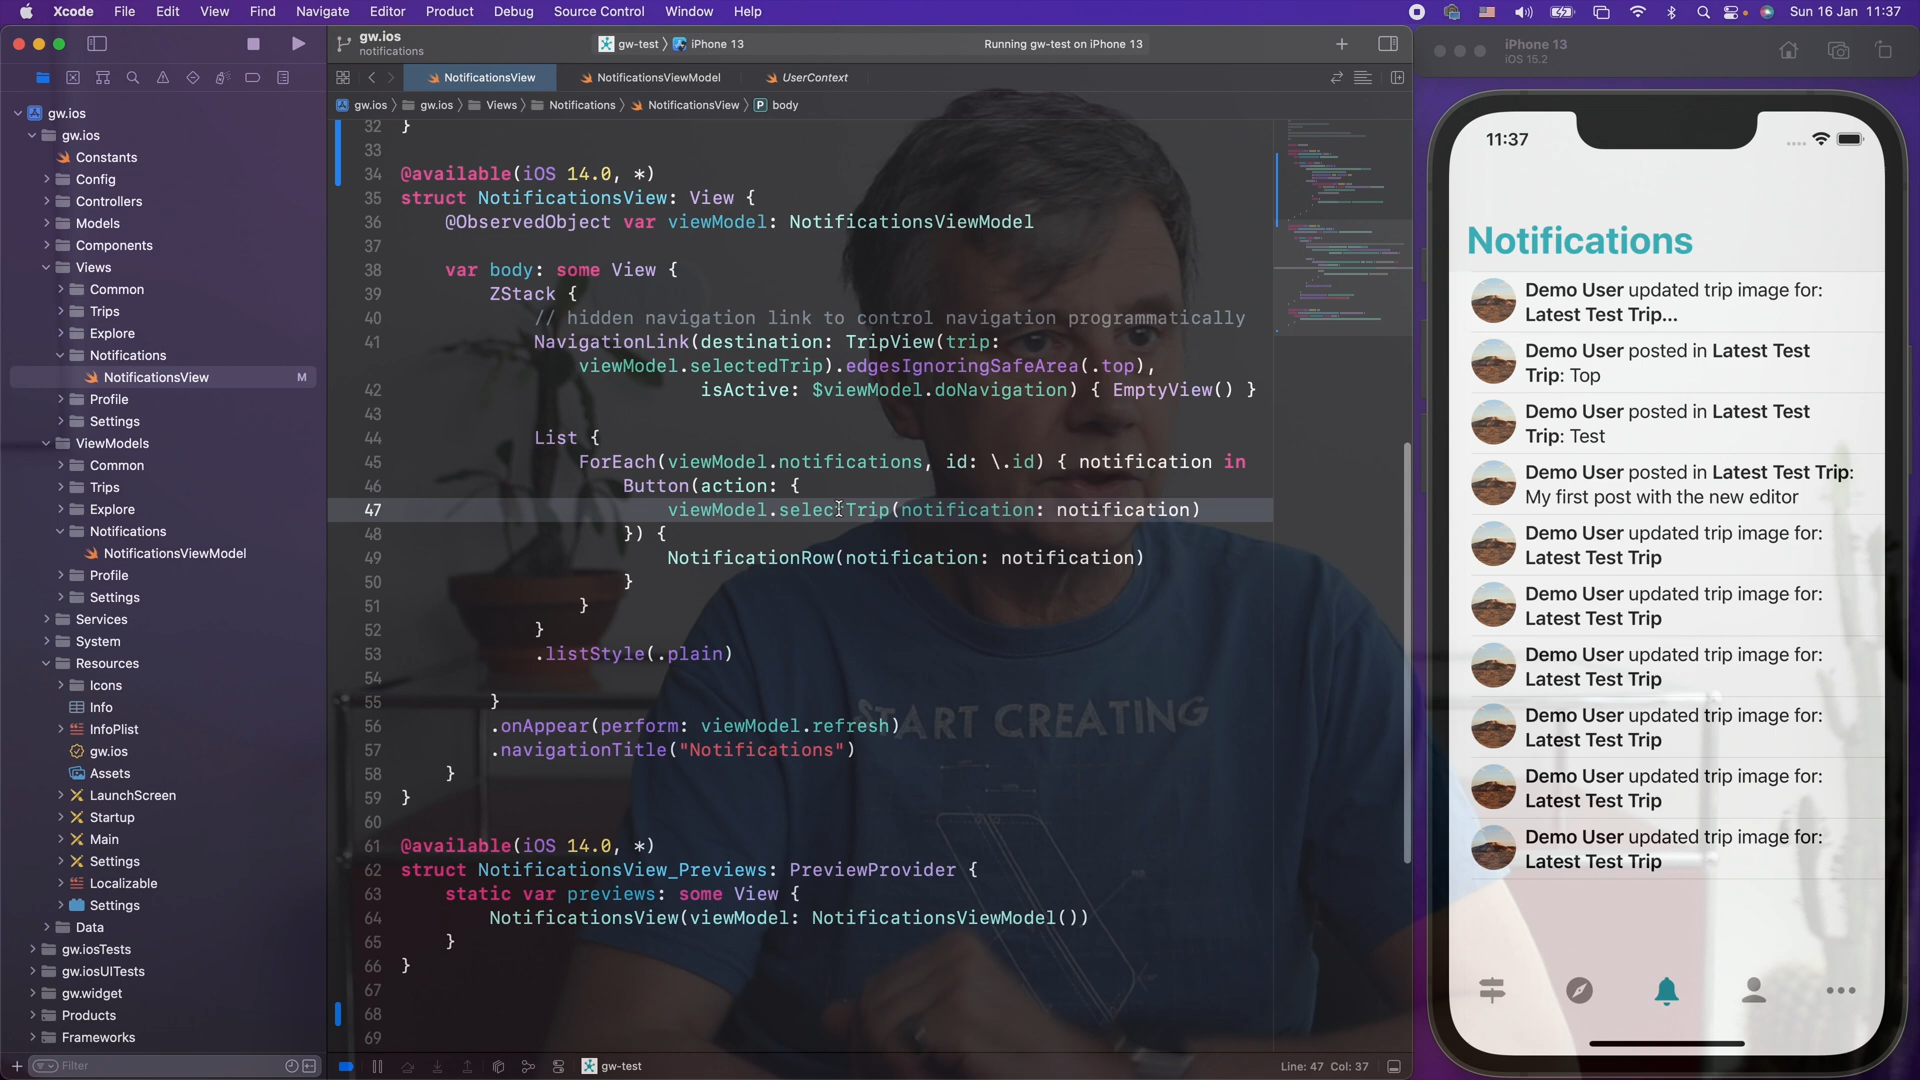 Xcode File Edit View Find Navigate Editor Product Debug Source Control Window Help
Sun 16 Jan 11:37
gw.ios
notifications
gw-test 〉 iPhone 13
Running gw-test on iPhone 13
iPhone 13
iOS 15.2
NotificationsView
NotificationsViewModel
UserContext
gw.ios 〉 gw.ios 〉 Views 〉 Notifications 〉 NotificationsView 〉 P body
gw.ios
gw.ios
Constants
Config
Controllers
Models
Components
Views
Common
Trips
Explore
Notifications
NotificationsView M
Profile
Settings
ViewModels
Common
Trips
Explore
Notifications
NotificationsViewModel
Profile
Settings
Services
System
Resources
Icons
Info
InfoPlist
gw.ios
Assets
LaunchScreen
Startup
Main
Settings
Localizable
Settings
Data
gw.iosTests
gw.iosUITests
gw.widget
Products
Frameworks
Filter
32 }
33
34 @available(iOS 14.0, *)
35 struct NotificationsView: View {
36 @ObservedObject var viewModel: NotificationsViewModel
37
38 var body: some View {
39 ZStack {
40 // hidden navigation link to control navigation programmatically
41 NavigationLink(destination: TripView(trip:
viewModel.selectedTrip).edgesIgnoringSafeArea(.top),
42 isActive: $viewModel.doNavigation) { EmptyView() }
43
44 List {
45 ForEach(viewModel.notifications, id: \.id) { notification in
46 Button(action: {
47 viewModel.selectTrip(notification: notification)
48 }) {
49 NotificationRow(notification: notification)
50 }
51 }
52 }
53 .listStyle(.plain)
54
55 }
56 .onAppear(perform: viewModel.refresh)
57 .navigationTitle("Notifications")
58 }
59 }
60
61 @available(iOS 14.0, *)
62 struct NotificationsView_Previews: PreviewProvider {
63 static var previews: some View {
64 NotificationsView(viewModel: NotificationsViewModel())
65 }
66 }
67
68
69
START CREATING
gw-test
Line: 47 Col: 37
11:37
Notifications
Demo User updated trip image for:
Latest Test Trip...
Demo User posted in Latest Test
Trip: Top
Demo User posted in Latest Test
Trip: Test
Demo User posted in Latest Test Trip:
My first post with the new editor
Demo User updated trip image for:
Latest Test Trip
Demo User updated trip image for:
Latest Test Trip
Demo User updated trip image for:
Latest Test Trip
Demo User updated trip image for:
Latest Test Trip
Demo User updated trip image for:
Latest Test Trip
Demo User updated trip image for:
Latest Test Trip